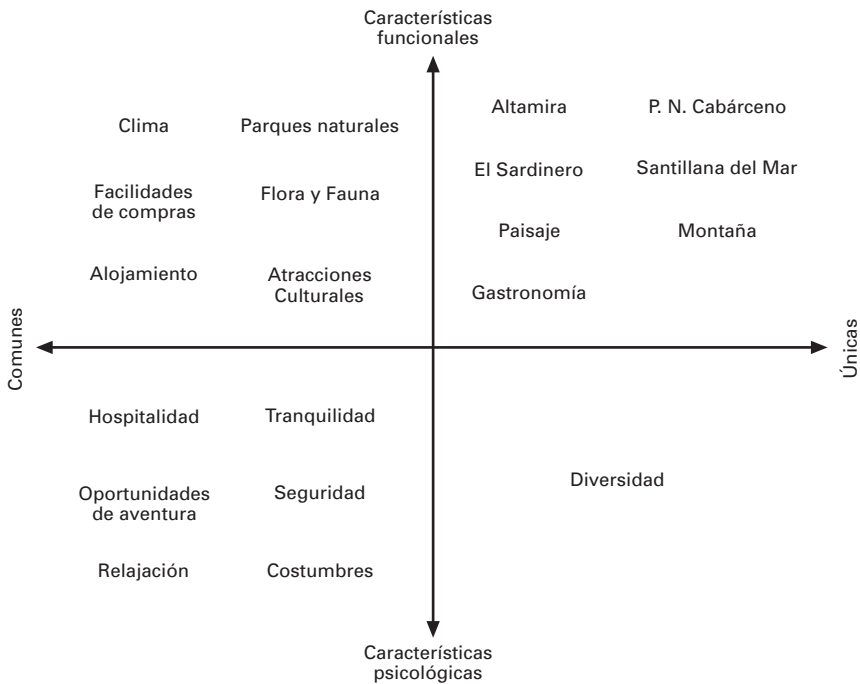 Características
funcionales
Altamira
P. N. Cabárceno
Clima
Parques naturales
El Sardinero
Santillana del Mar
Facilidades
de compras
Flora y Fauna
Paisaje
Montaña
Alojamiento
Atracciones
Culturales
Gastronomía
Comunes
Únicas
Hospitalidad
Tranquilidad
Diversidad
Oportunidades
de aventura
Seguridad
Relajación
Costumbres
Características
psicológicas